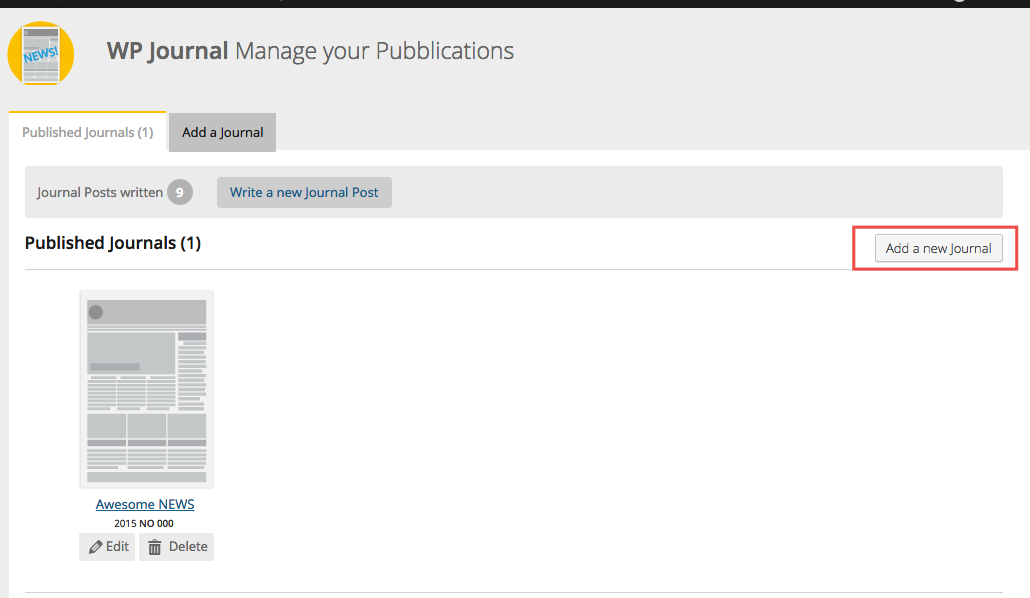 NEWS!
WP Journal Manage your Pubblications
Published Journals (1)
Add a Journal
Journal Posts written 9
Write a new Journal Post
Published Journals (1)
Add a new Journal
Awesome NEWS
2015 NO 000
Edit
Delete